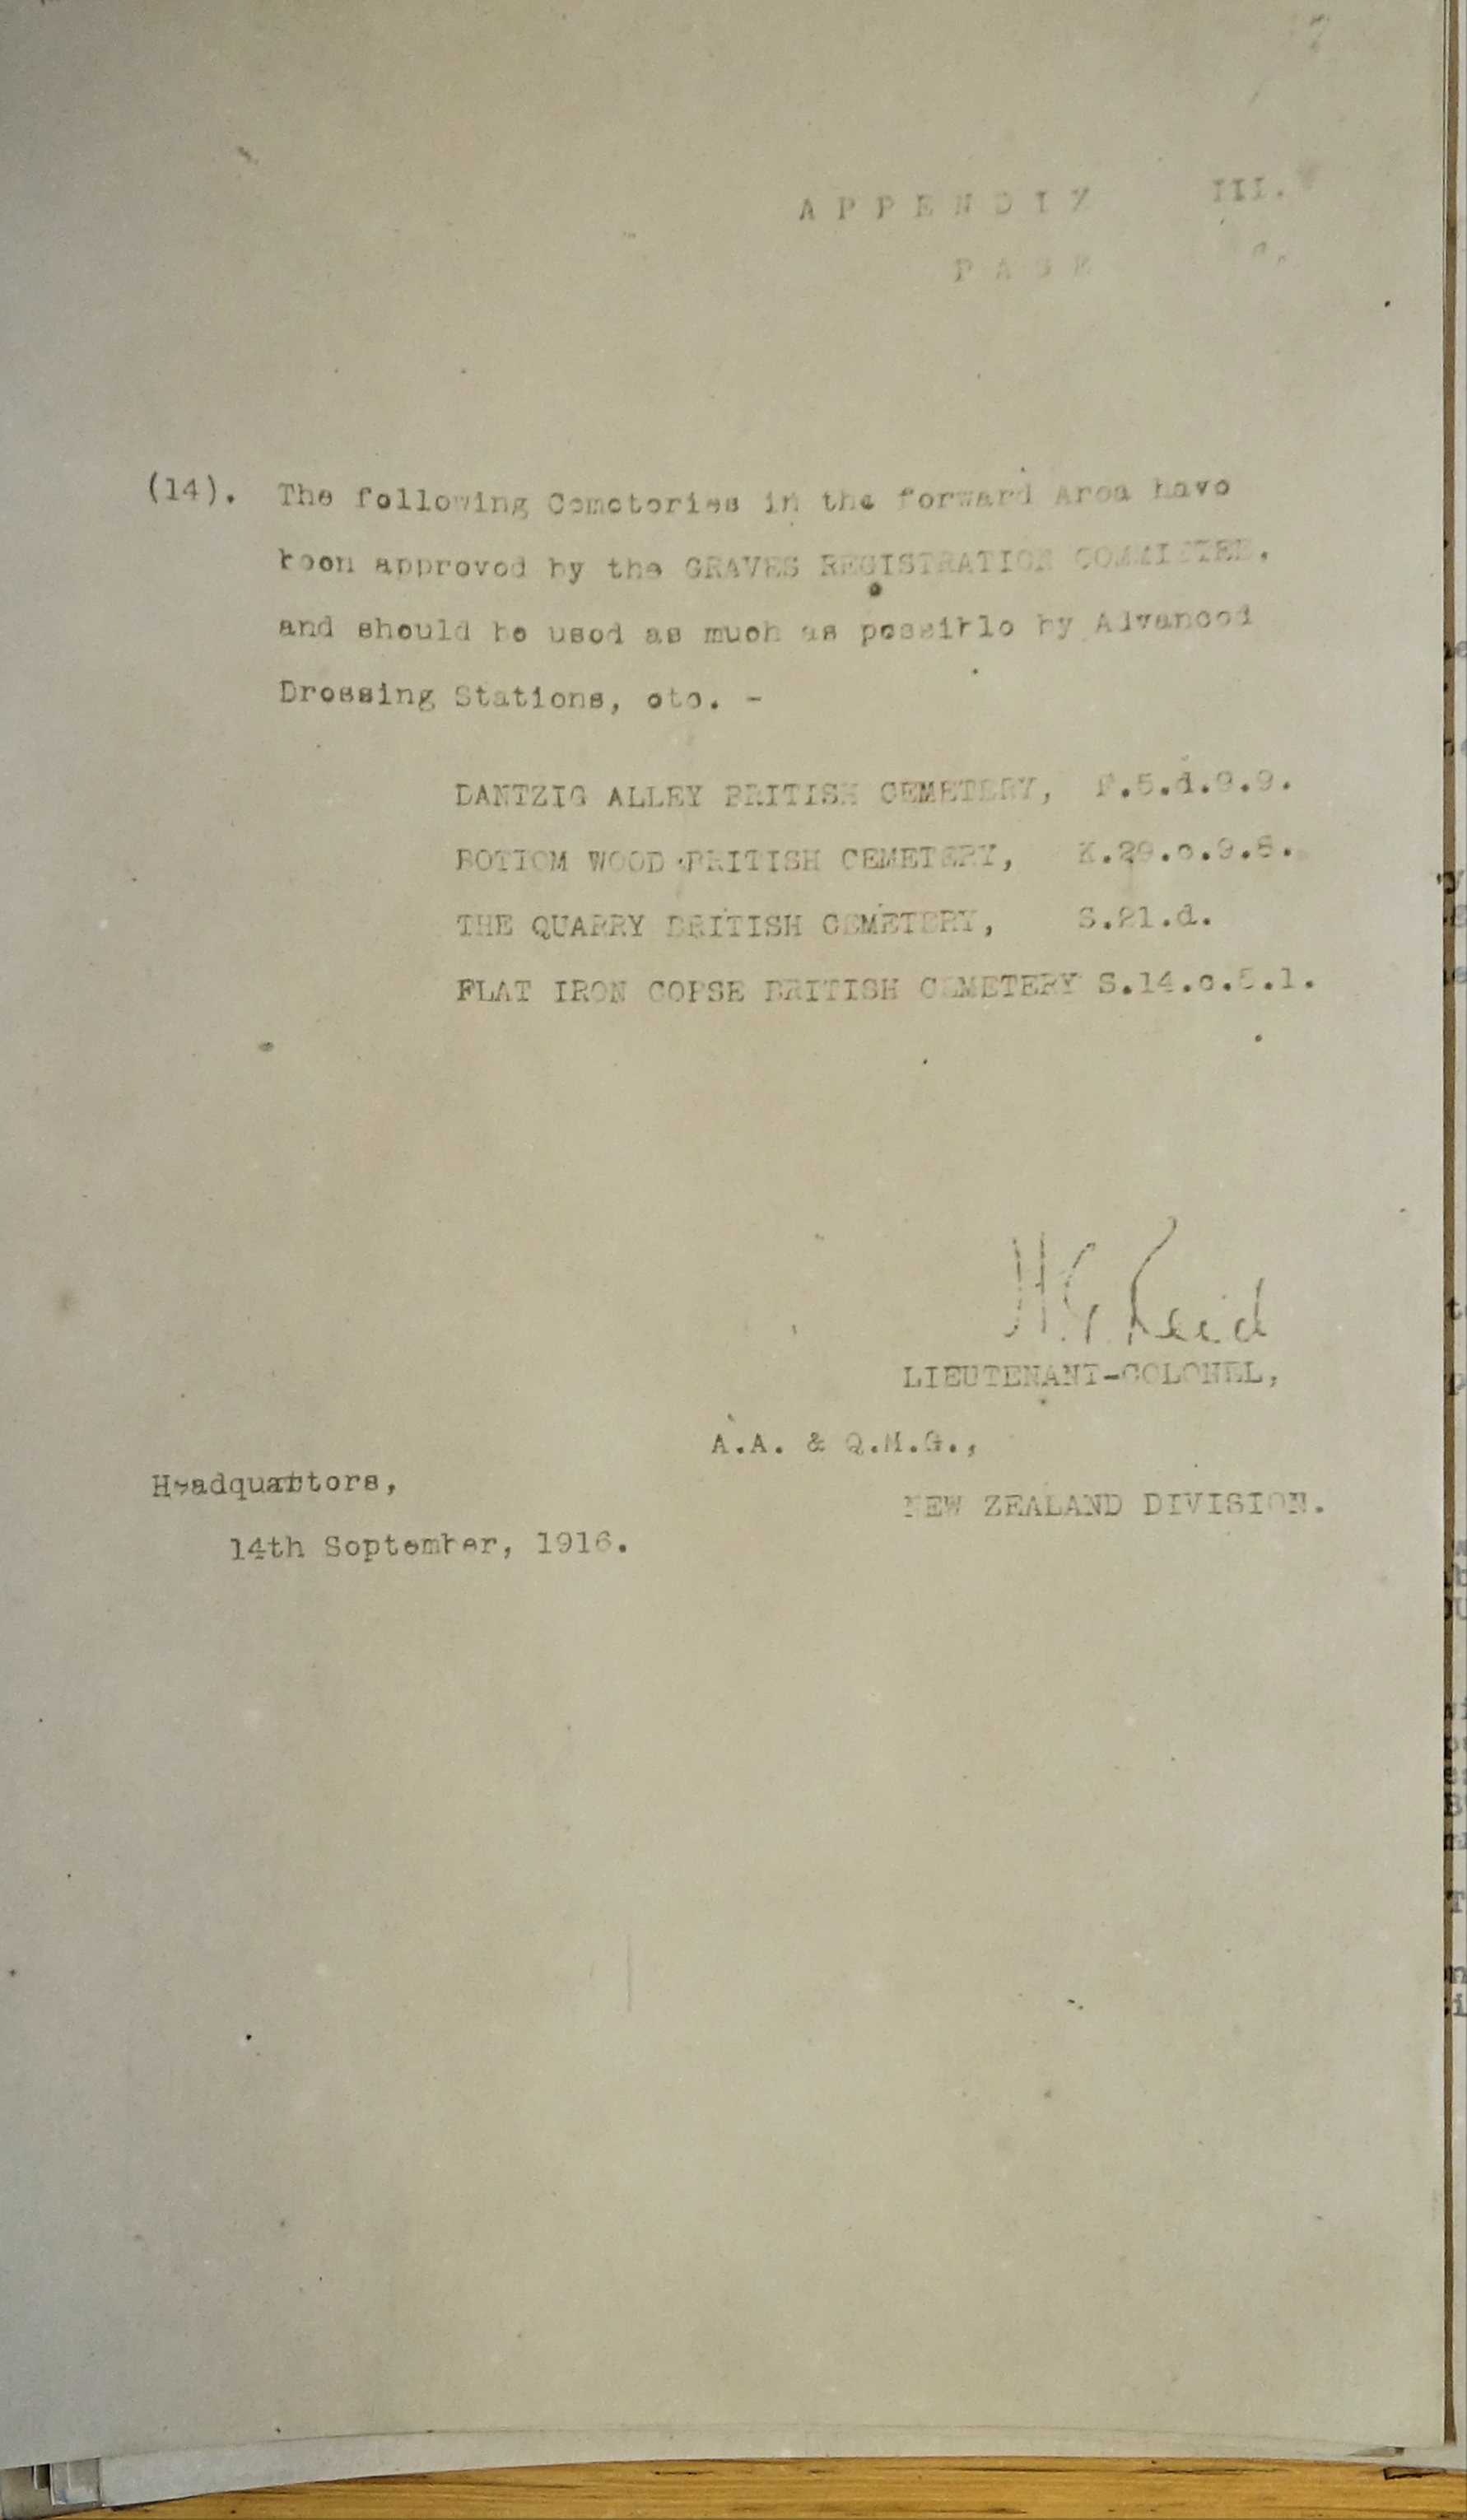 7
APPENDIX III.
PAGE
(14). The following Cemeteries in the forward Area have
been approved by the GRAVES REGISTRATION COMMITTEE,
and should be used as much as possible by Advanced
Dressing Stations, etc. -
DANTZIG ALLEY BRITISH CEMETERY, F.5.d.9.9.
BOTTOM WOOD BRITISH CEMETERY, X.29.c.9.8.
THE QUARRY BRITISH CEMETERY, S.21.d.
FLAT IRON COPSE BRITISH CEMETERY S.14.c.5.1.
H.G. Reid
LIEUTENANT-COLONEL,
A.A. & Q.M.G.,
Headquarters,
NEW ZEALAND DIVISION.
14th September, 1916.